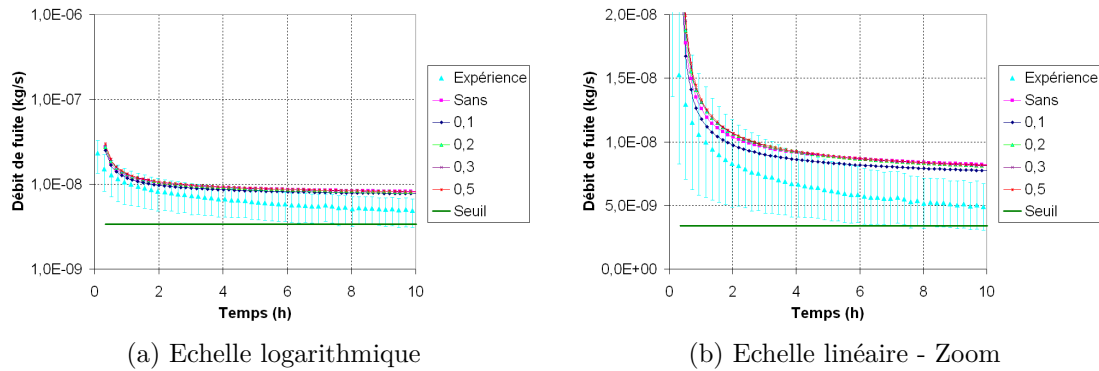 1,0E-06
1,0E-07
1,0E-08
1,0E-09
Débit de fuite (kg/s)
0 2 4 6 8 10
Temps (h)
Expérience
Sans
0,1
0,2
0,3
0,5
Seuil
(a) Echelle logarithmique
2,0E-08
1,5E-08
1,0E-08
5,0E-09
0,0E+00
Débit de fuite (kg/s)
0 2 4 6 8 10
Temps (h)
Expérience
Sans
0,1
0,2
0,3
0,5
Seuil
(b) Echelle linéaire - Zoom